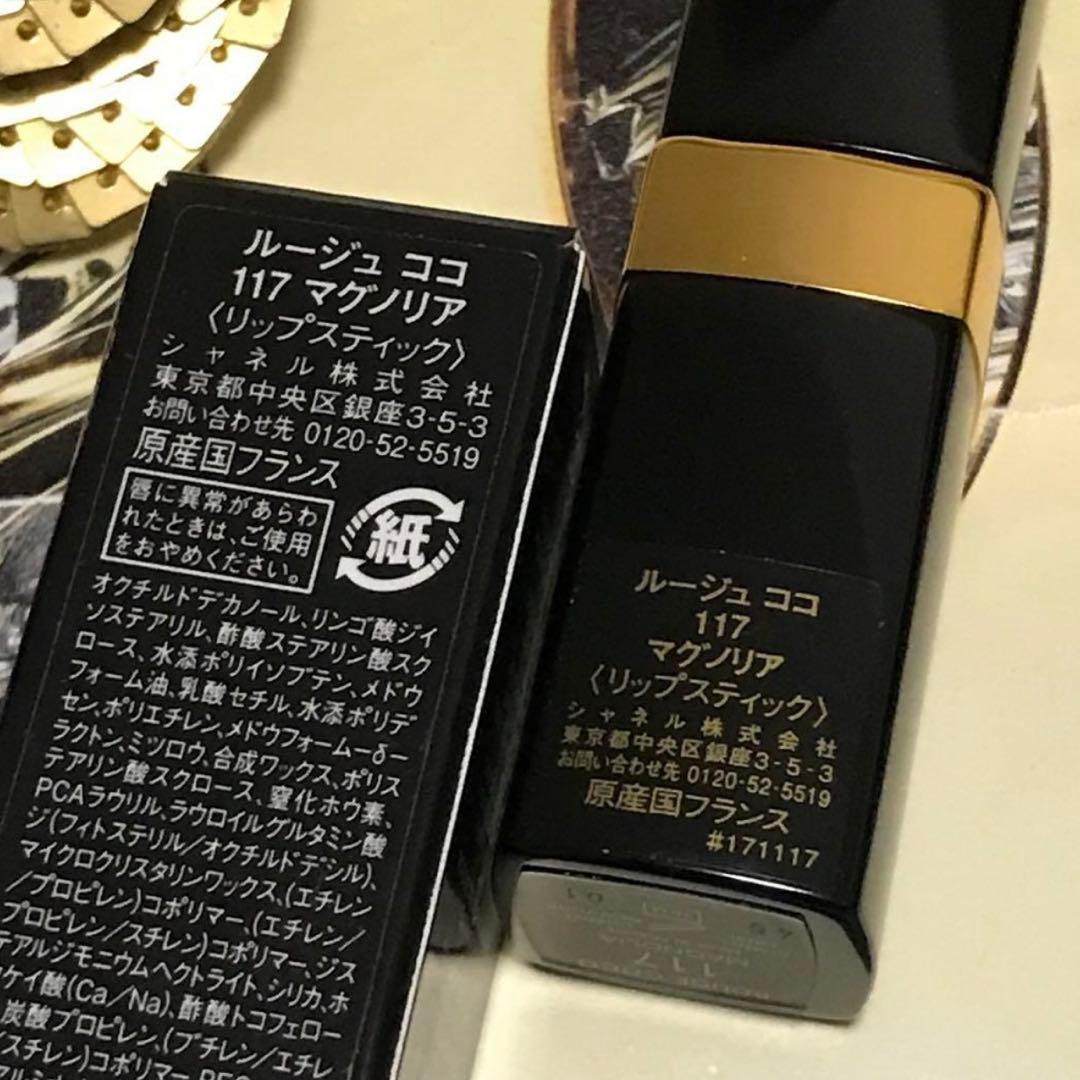 ルージュ ココ
117 マグノリア
〈リップスティック〉
シャネル株式会社
東京都中央区銀座3-5-3
お問い合わせ先 0120-52-5519
原産国フランス
唇に異常があらわ
れたときは、ご使用
をおやめください。
紙
オクチルドデカノール、リンゴ酸ジイ
ソステアリル、酢酸ステアリン酸スク
ロース、水添ポリイソブテン、メドウ
フォーム油、乳酸セチル、水添ポリデ
セン、ポリエチレン、メドウフォーム－δ－
ラクトン、ミツロウ、合成ワックス、ポリス
テアリン酸スクロース、窒化ホウ素、
PCAラウリル、ラウロイルグルタミン酸
ジ(フィトステリル／オクチルドデシル)、
マイクロクリスタリンワックス、(エチレン
／プロピレン)コポリマー、(エチレン／
プロピレン／スチレン)コポリマー、ジス
テアルジモニウムヘクトライト、シリカ、ホ
ケイ酸(Ca／Na)、酢酸トコフェロー
炭酸プロピレン、(ブチレン／エチレ
スチレン)コポリマー
ルージュ ココ
117
マグノリア
〈リップスティック〉
シャネル株式会社
東京都中央区銀座3-5-3
お問い合わせ先 0120-52-5519
原産国フランス
#171117
117